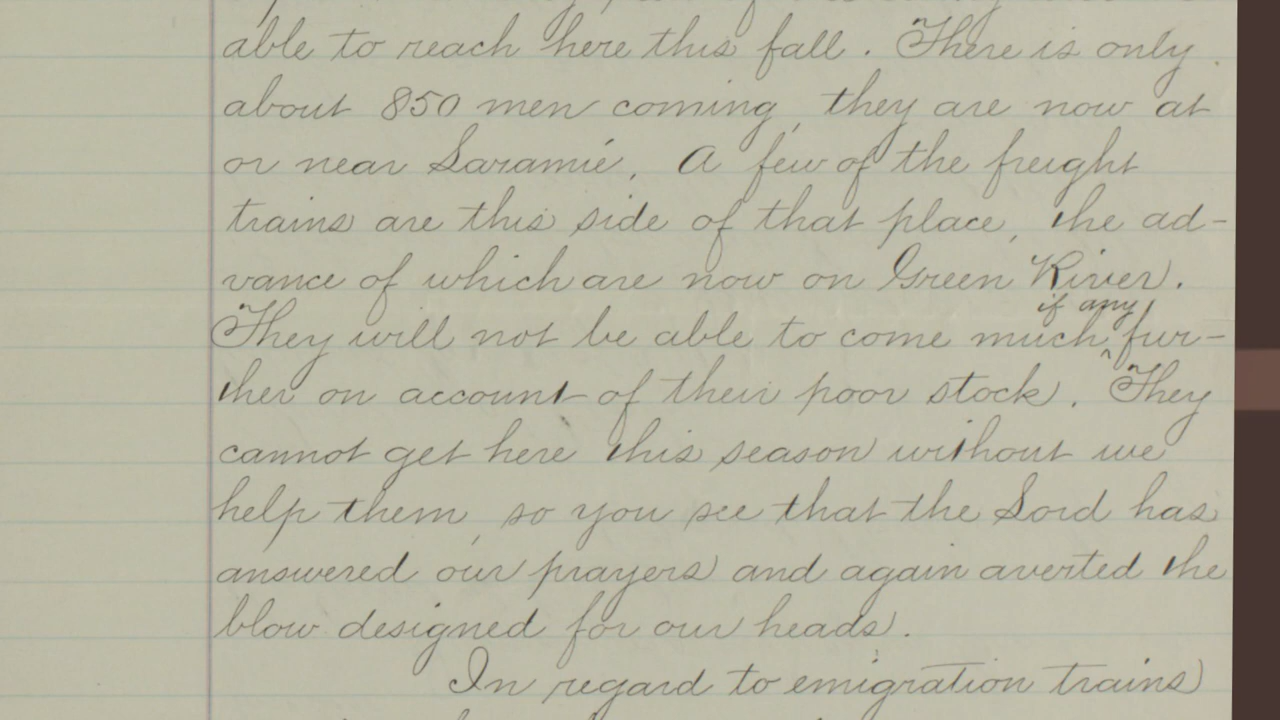 able to reach here this fall. There is only
about 850 men coming, they are now at
or near Laramie. A few of the freight
trains are this side of that place, the ad-
vance of which are now on Green River.
if any
They will not be able to come much ^ fur-
ther on account of their poor stock. They
cannot get here this season without we
help them, so you see that the Lord has
answered our prayers and again averted the
blow designed for our heads.
In regard to emigration trains